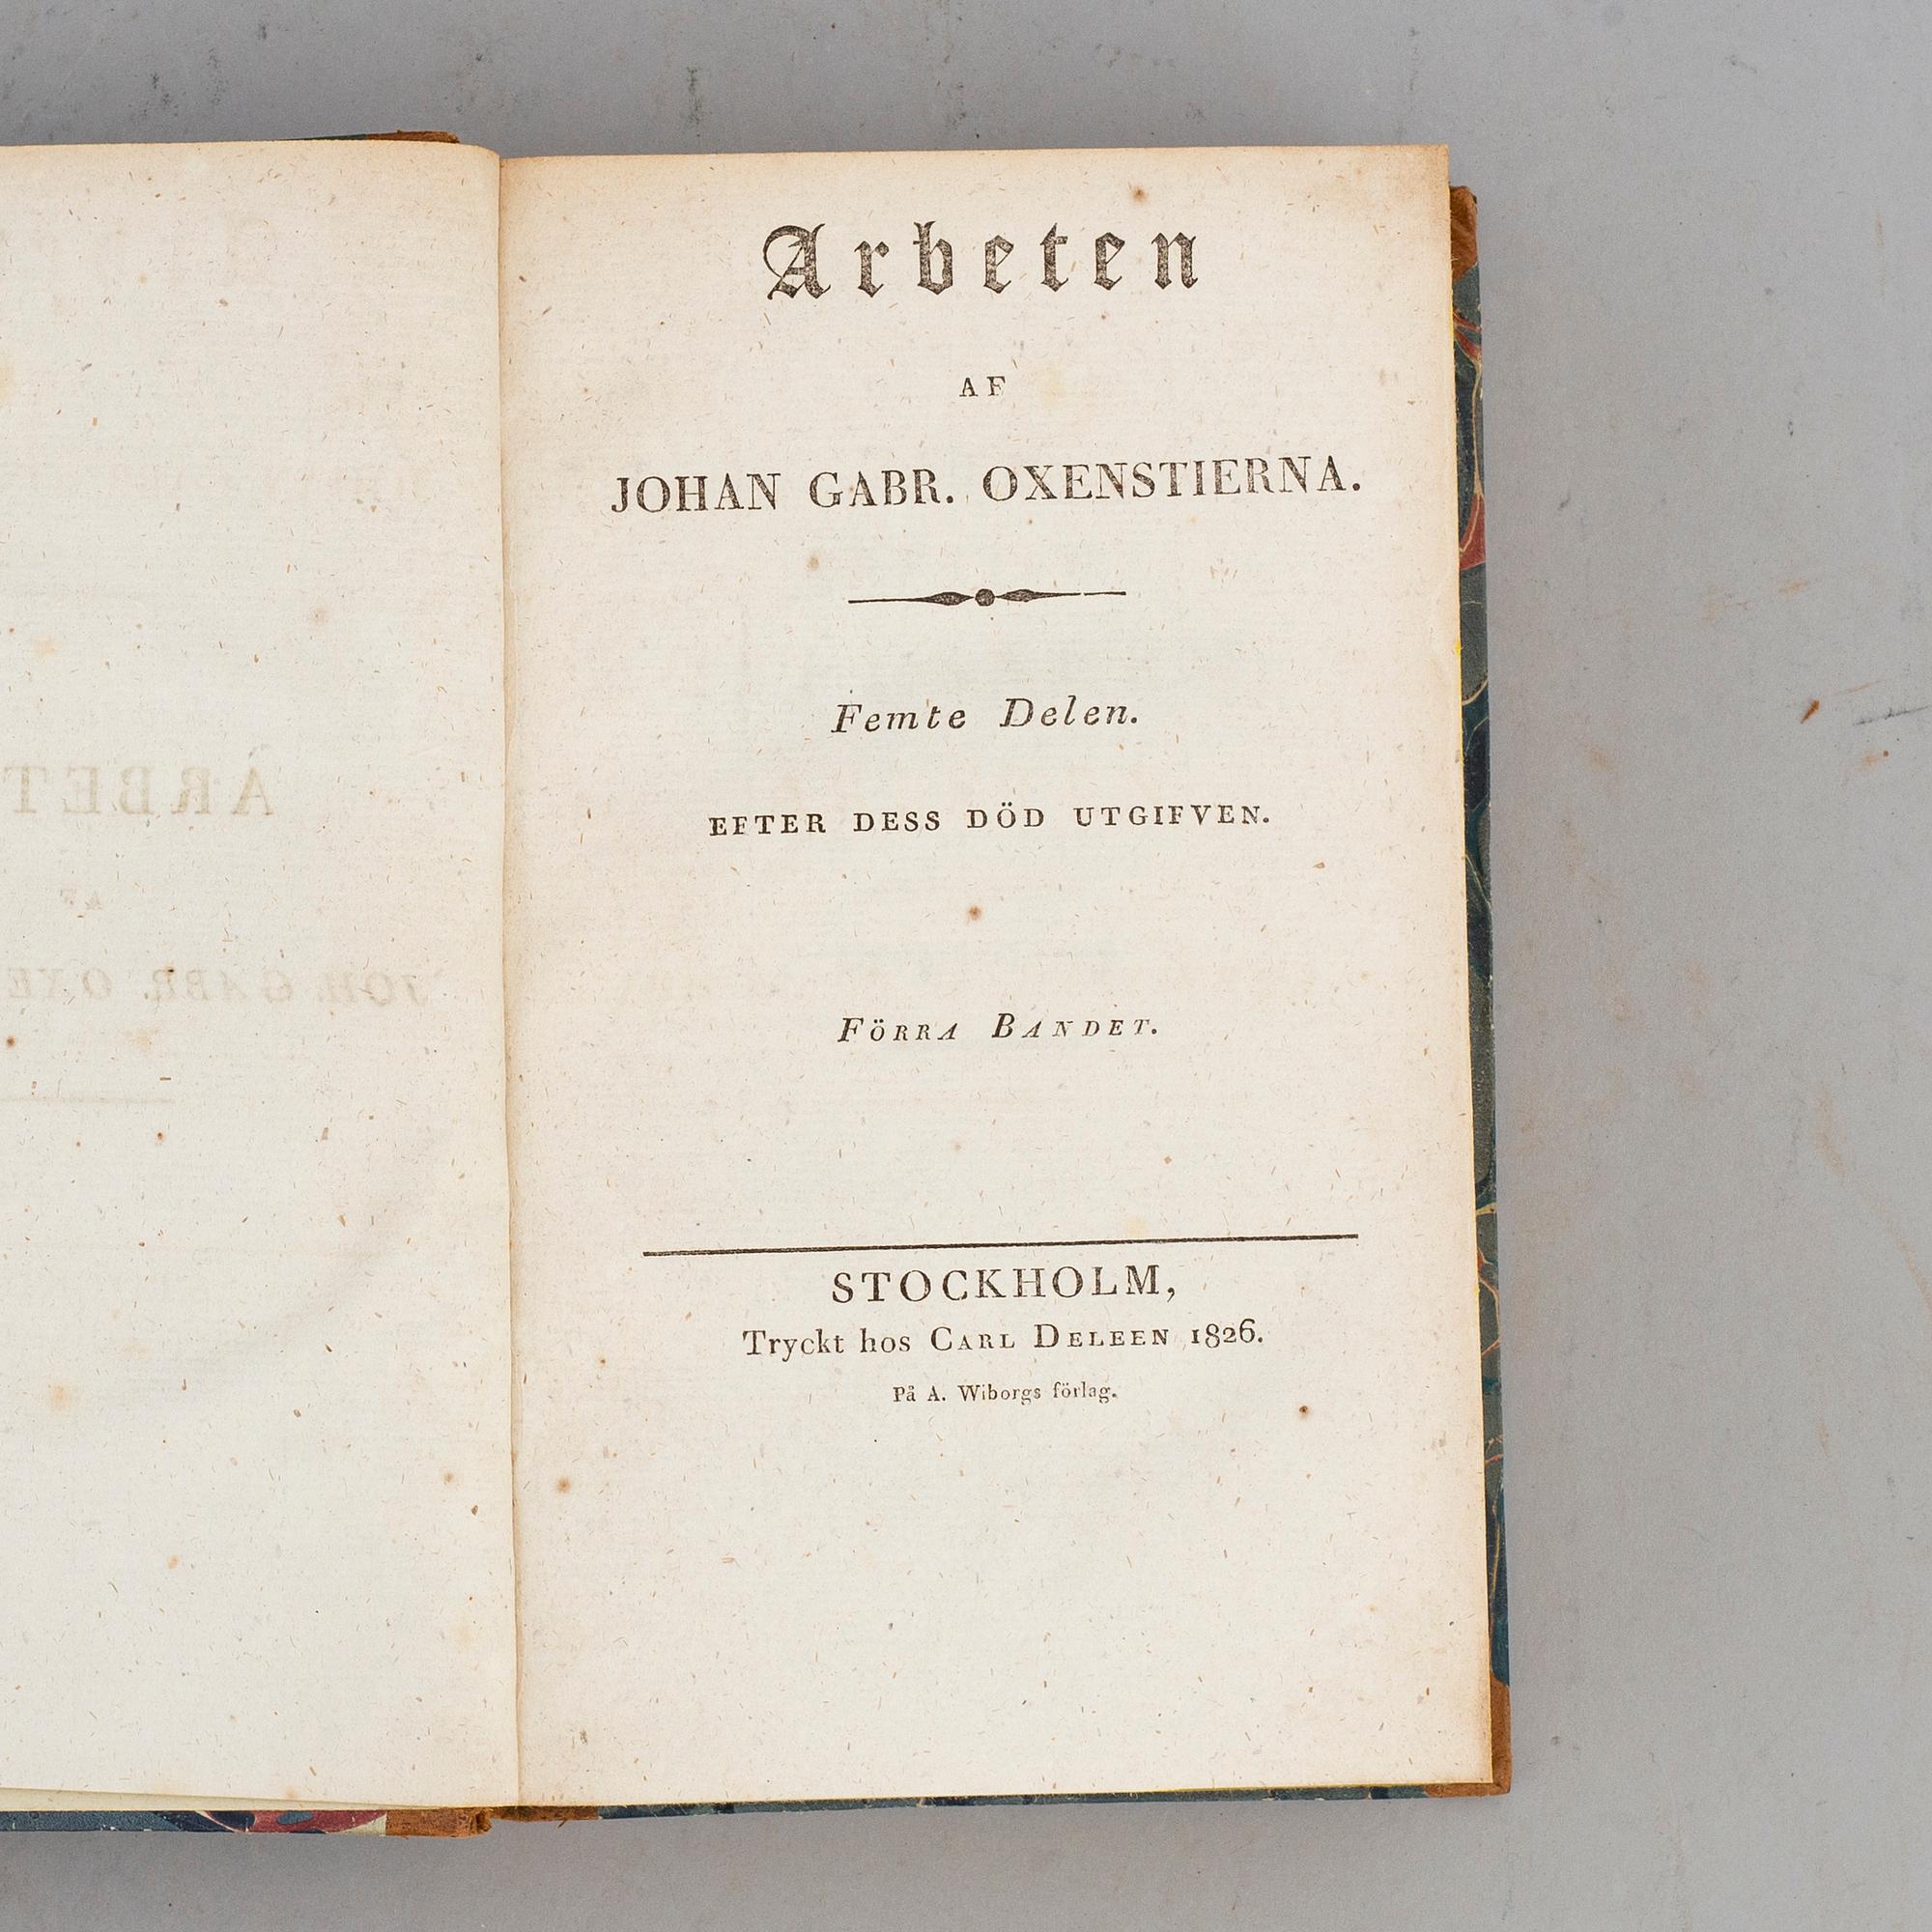 Arbeten
AF
JOHAN GABR. OXENSTIERNA.
Femte Delen.
EFTER DESS DÖD UTGIFVEN.
FÖRRA BANDET.
STOCKHOLM,
Tryckt hos CARL DELEEN 1826.
På A. Wiborgs förlag.